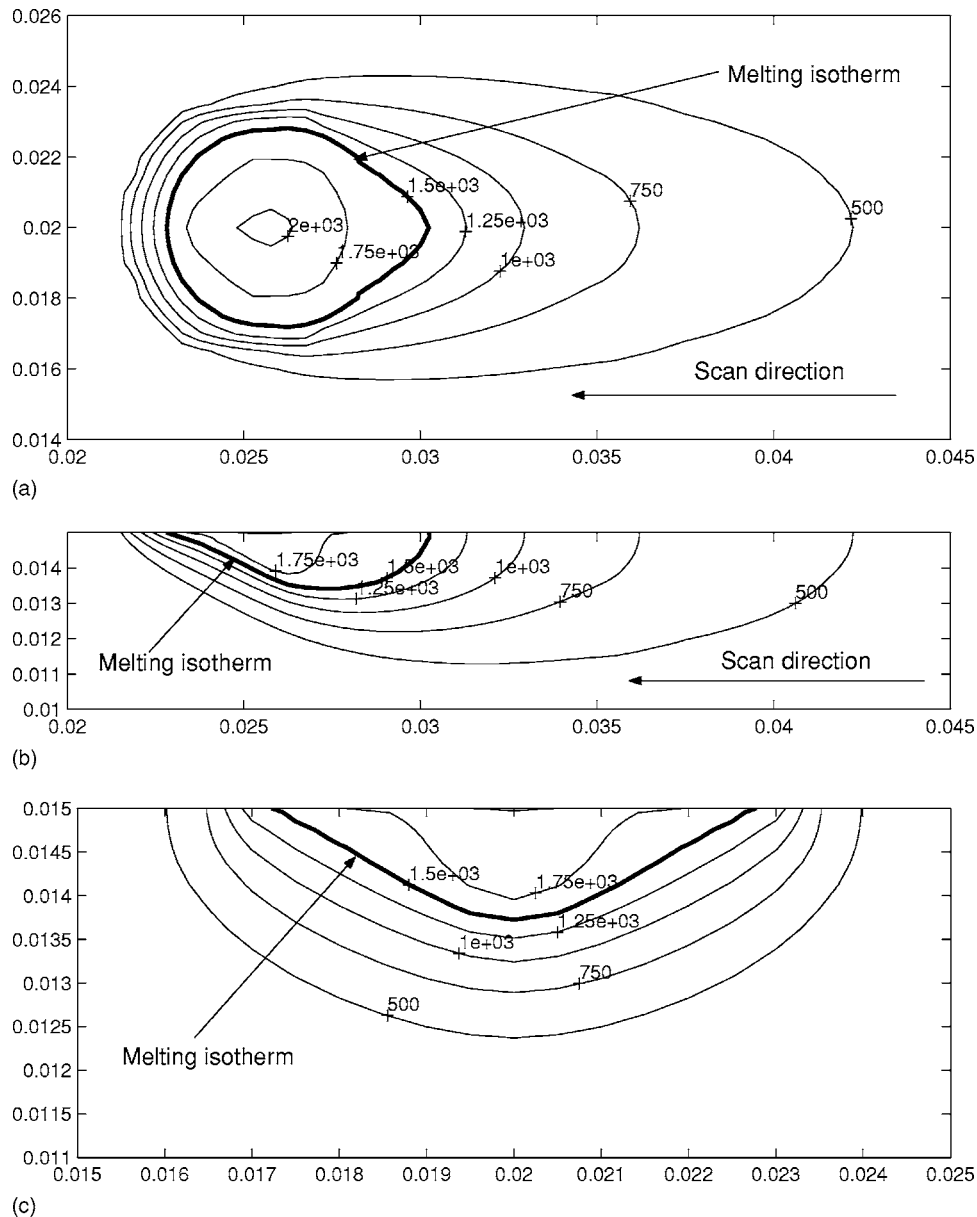 0.026
0.024
Melting isotherm
0.022
1.5e+03
750
500
0.02
2e+03
1.25e+03
1.75e+03
1e+03
0.018
0.016
Scan direction
0.014
0.02 0.025 0.03 0.035 0.04 0.045
(a)
0.014
1.75e+03
1.5e+03
1e+03
0.013
1.25e+03
750
500
0.012
Melting isotherm
Scan direction
0.011
0.01
0.02 0.025 0.03 0.035 0.04 0.045
(b)
0.015
0.0145
1.5e+03
1.75e+03
0.014
1.25e+03
0.0135
1e+03
750
0.013
500
0.0125
0.012
Melting isotherm
0.0115
0.011
0.015 0.016 0.017 0.018 0.019 0.02 0.021 0.022 0.023 0.024 0.025
(c)